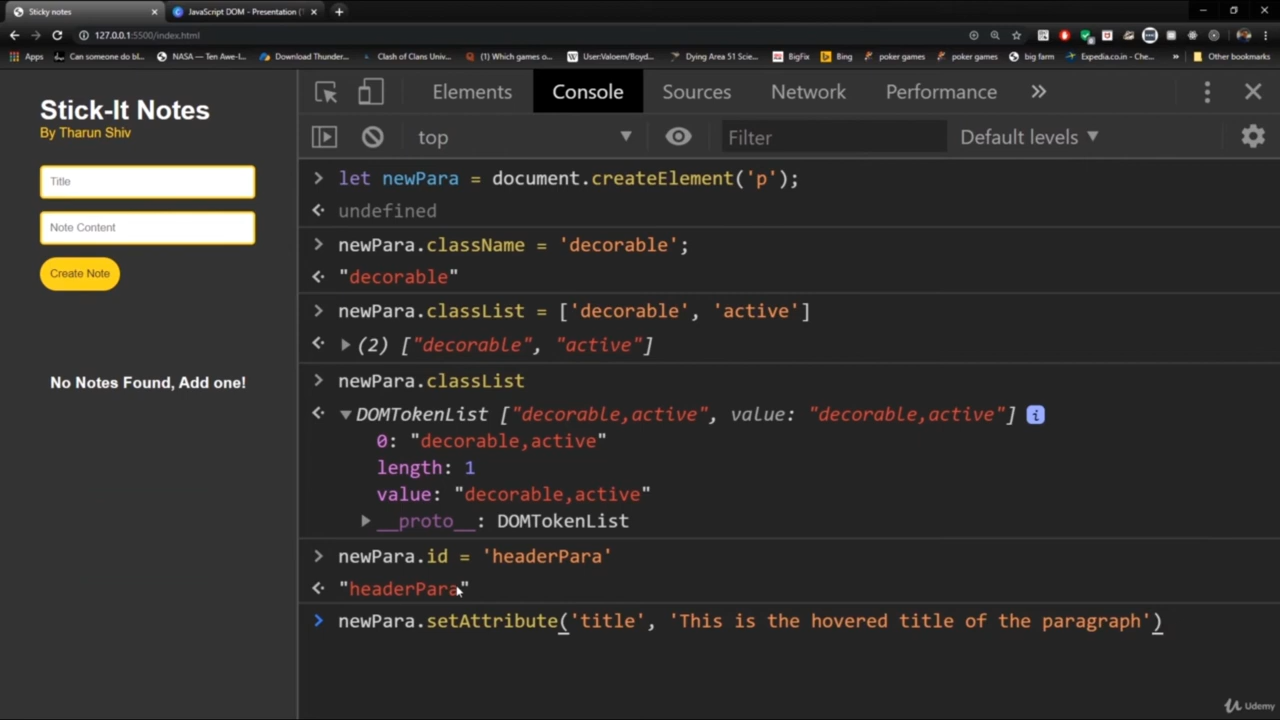 Sticky notes
JavaScript DOM - Presentation (1
127.0.0.1:5500/index.html
Apps
Can someone do bl...
NASA — Ten Awe-I...
Download Thunder...
Clash of Clans Univ...
(1) Which games o...
User:Valoem/Boyd...
Dying Area 51 Scie...
BigFix
Bing
poker games
poker games
big farm
Expedia.co.in - Che...
»
Other bookmarks
Stick-It Notes
By Tharun Shiv
Title
Note Content
Create Note
No Notes Found, Add one!
Elements
Console
Sources
Network
Performance
»
top
Filter
Default levels
let newPara = document.createElement('p');
undefined
newPara.className = 'decorable';
"decorable"
newPara.classList = ['decorable', 'active']
(2) ["decorable", "active"]
newPara.classList
DOMTokenList ["decorable,active", value: "decorable,active"] i
0: "decorable,active"
length: 1
value: "decorable,active"
__proto__: DOMTokenList
newPara.id = 'headerPara'
"headerPara"
newPara.setAttribute('title', 'This is the hovered title of the paragraph')
Udemy